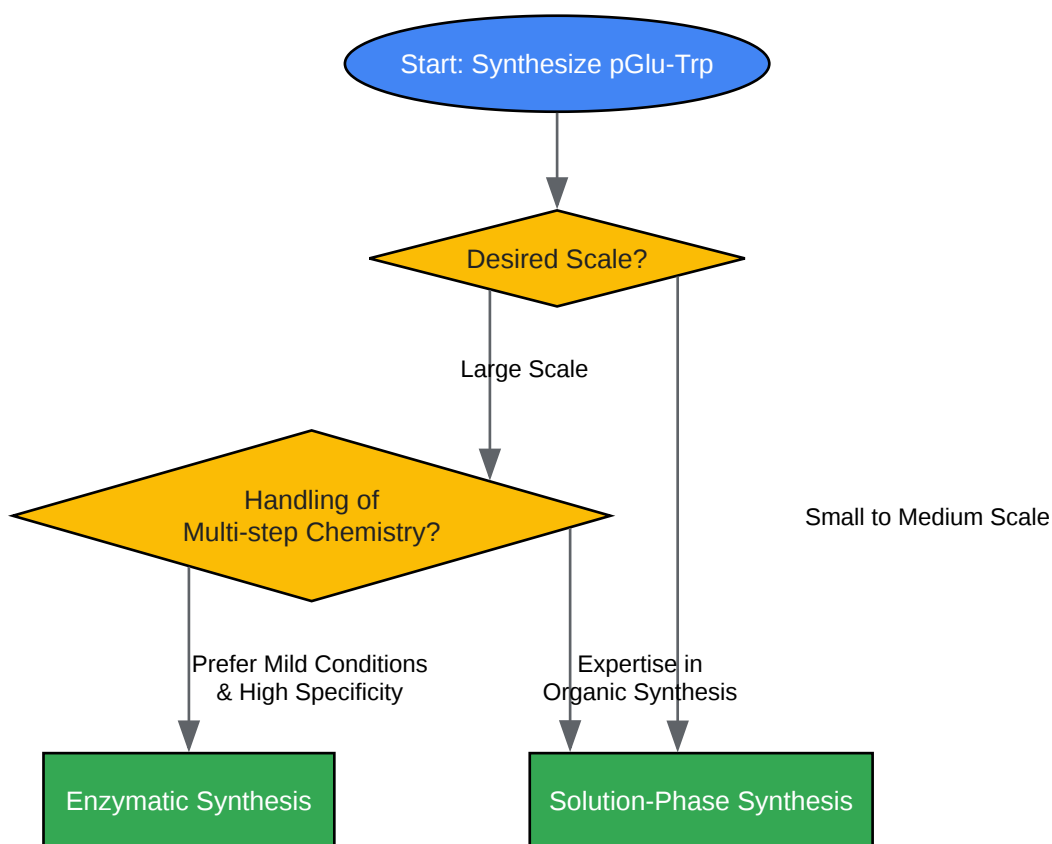 Start: Synthesize pGlu-Trp
Desired Scale?
Large Scale
Handling of
Multi-step Chemistry?
Small to Medium Scale
Prefer Mild Conditions
& High Specificity
Expertise in
Organic Synthesis
Enzymatic Synthesis
Solution-Phase Synthesis